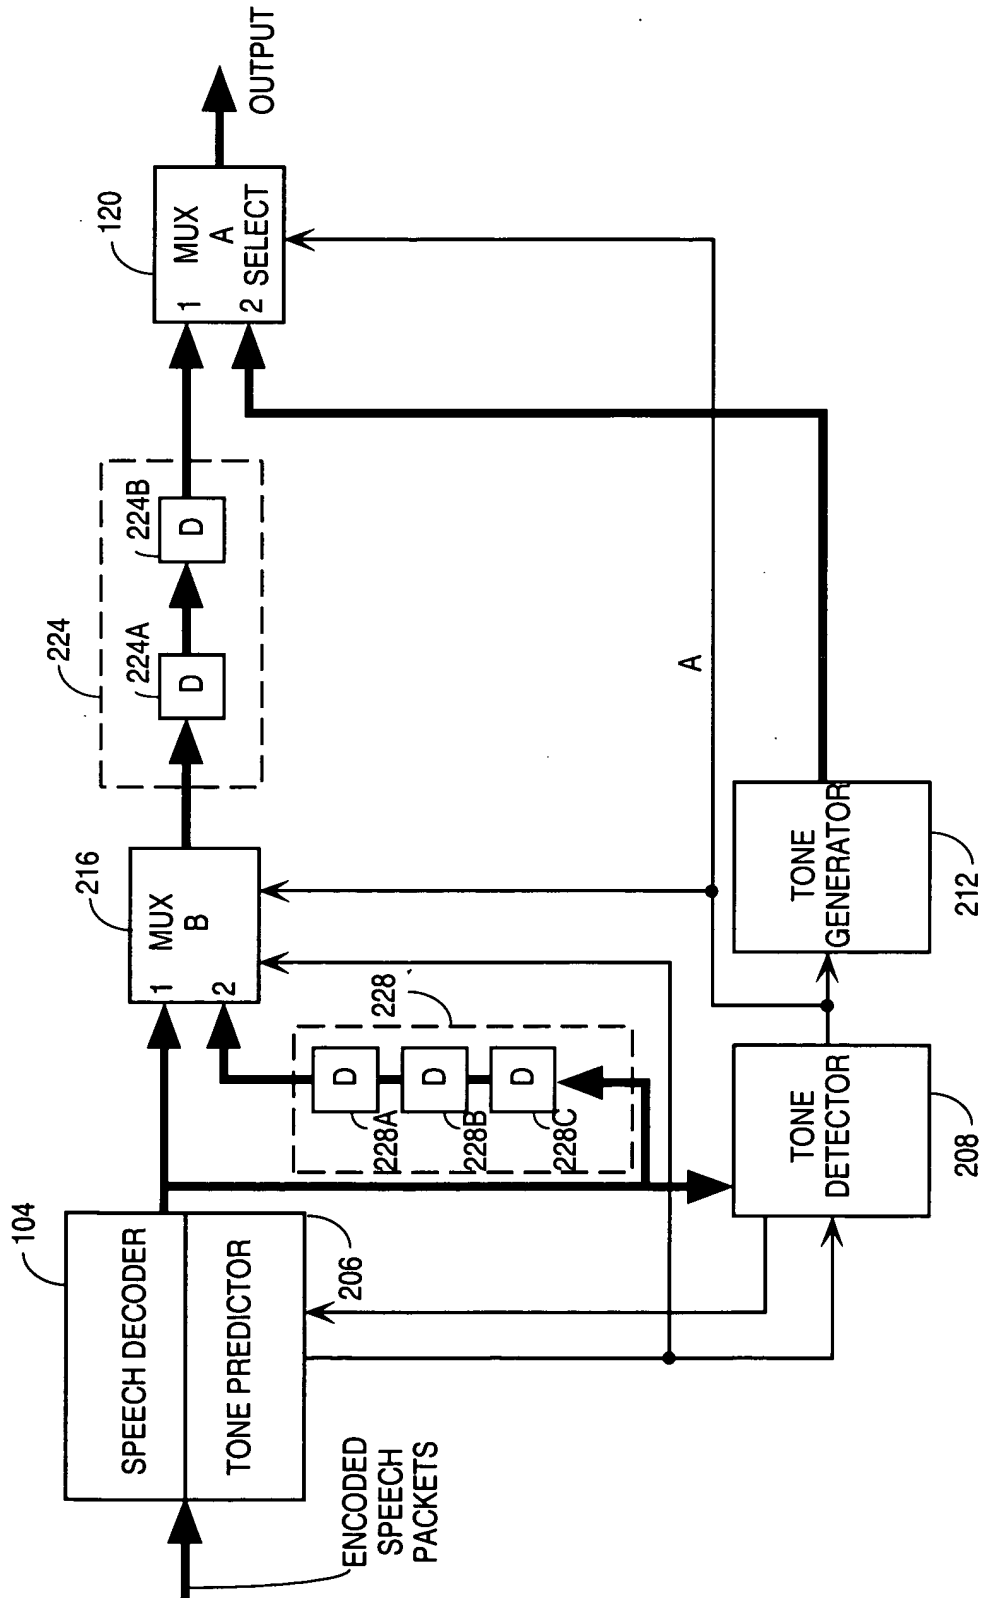 104
SPEECH DECODER
TONE PREDICTOR
206
ENCODED
SPEECH
PACKETS
216
MUX
B
1
2
228
D
D
D
228A
228B
228C
224
224A
D
224B
D
120
MUX
A
1
2 SELECT
OUTPUT
A
TONE
DETECTOR
208
TONE
GENERATOR
212